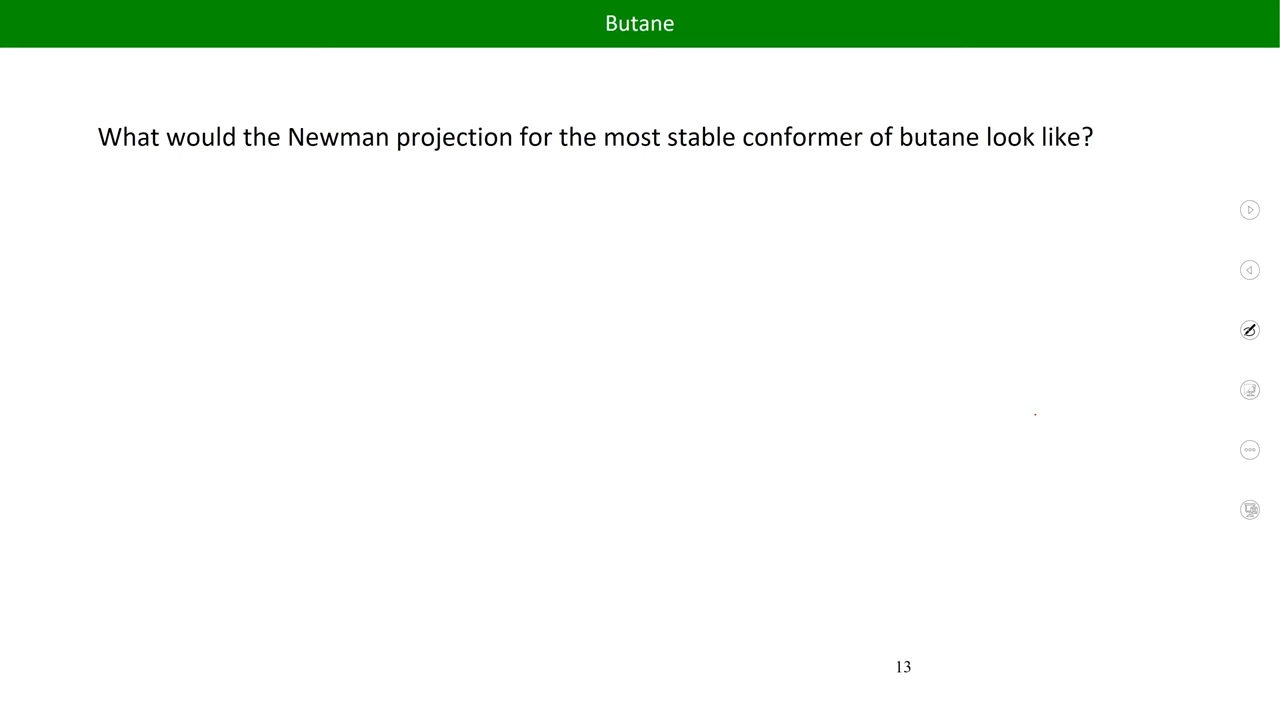 Butane
What would the Newman projection for the most stable conformer of butane look like?
13